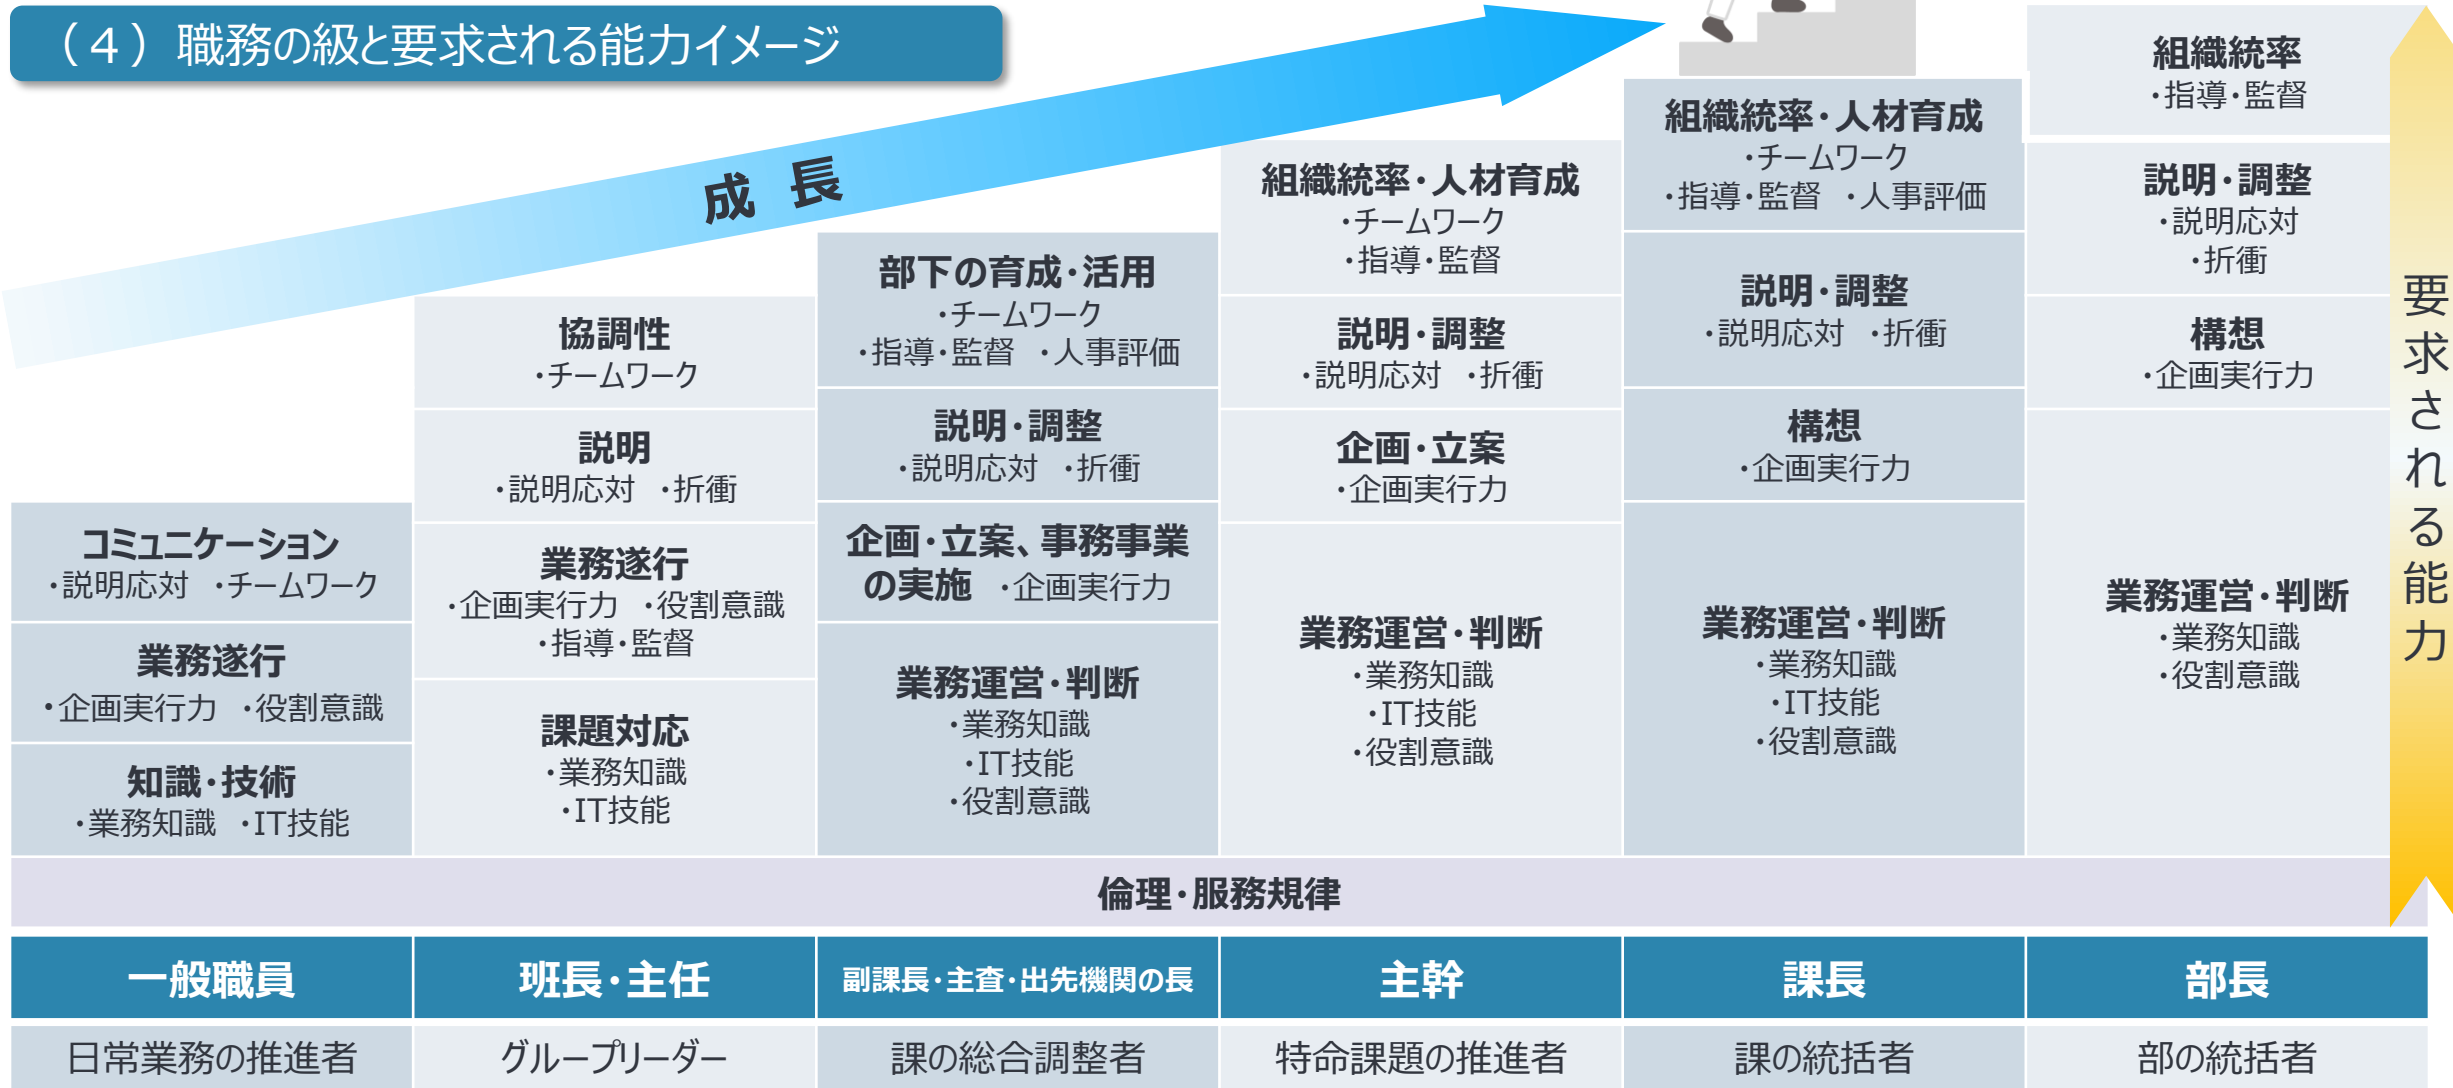 （４）職務の級と要求される能力イメージ
成 長
コミュニケーション
・説明応対　・チームワーク
業務遂行
・企画実行力　・役割意識
知識・技術
・業務知識　・IT技能
協調性
・チームワーク
説明
・説明応対　・折衝
業務遂行
・企画実行力　・役割意識
・指導・監督
課題対応
・業務知識
・IT技能
部下の育成・活用
・チームワーク
・指導・監督　・人事評価
説明・調整
・説明応対　・折衝
企画・立案、事務事業
の実施　・企画実行力
業務運営・判断
・業務知識
・IT技能
・役割意識
組織統率・人材育成
・チームワーク
・指導・監督
説明・調整
・説明応対　・折衝
企画・立案
・企画実行力
業務運営・判断
・業務知識
・IT技能
・役割意識
組織統率・人材育成
・チームワーク
・指導・監督　・人事評価
説明・調整
・説明応対　・折衝
構想
・企画実行力
業務運営・判断
・業務知識
・IT技能
・役割意識
組織統率
・指導・監督
説明・調整
・説明応対
・折衝
構想
・企画実行力
業務運営・判断
・業務知識
・役割意識
要求される能力
倫理・服務規律
一般職員
班長・主任
副課長・主査・出先機関の長
主幹
課長
部長
日常業務の推進者
グループリーダー
課の総合調整者
特命課題の推進者
課の統括者
部の統括者